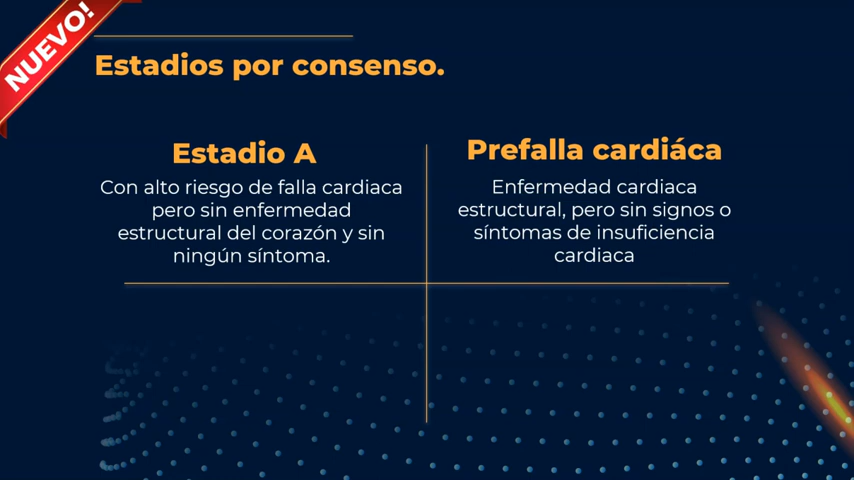 NUEVO!
Estadios por consenso.
Estadio A
Con alto riesgo de falla cardiaca
pero sin enfermedad
estructural del corazón y sin
ningún síntoma.
Prefalla cardiáca
Enfermedad cardiaca
estructural, pero sin signos o
síntomas de insuficiencia
cardiaca